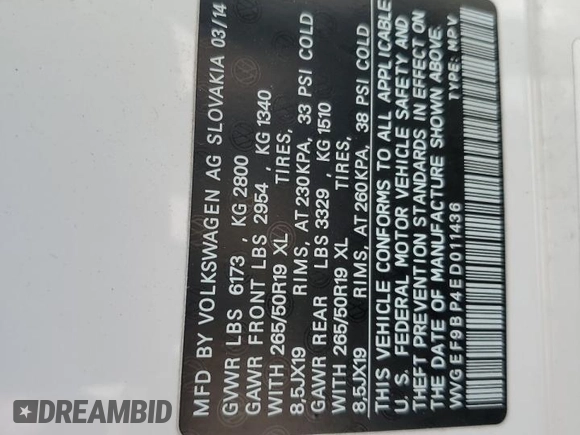 MFD BY VOLKSWAGEN AG SLOVAKIA 03/14
GVWR LBS 6173 , KG 2800
GAWR FRONT LBS 2954 , KG 1340
WITH 265/50R19 XL TIRES,
8,5JX19 RIMS, AT 230KPA, 33 PSI COLD
GAWR REAR LBS 3329 , KG 1510
WITH 265/50R19 XL TIRES,
8,5JX19 RIMS, AT 260KPA, 38 PSI COLD
THIS VEHICLE CONFORMS TO ALL APPLICABLE
U.S. FEDERAL MOTOR VEHICLE SAFETY AND
THEFT PREVENTION STANDARDS IN EFFECT ON
THE DATE OF MANUFACTURE SHOWN ABOVE.
WVGEF9BP4ED011436 TYPE: MPV
DREAMBID